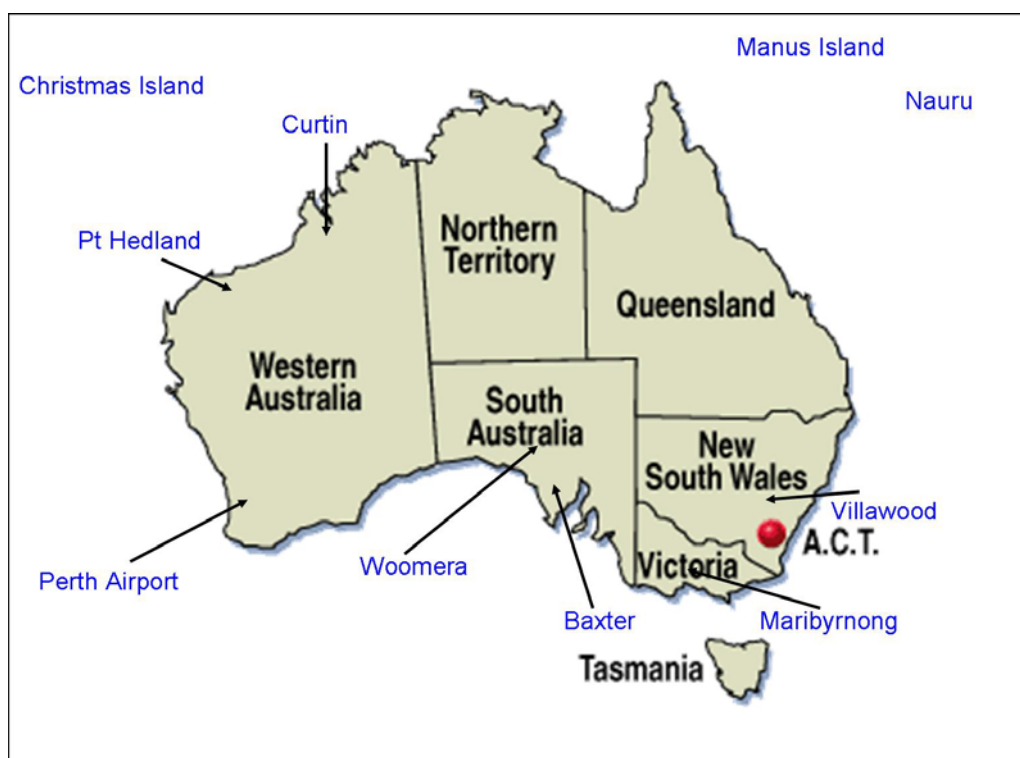 Manus Island
Christmas Island
Nauru
Curtin
Pt Hedland
Northern
Territory
Queensland
Western
Australia
South
Australia
New
South Wales
Villawood
A.C.T.
Perth Airport
Woomera
Victoria
Baxter
Maribyrnong
Tasmania